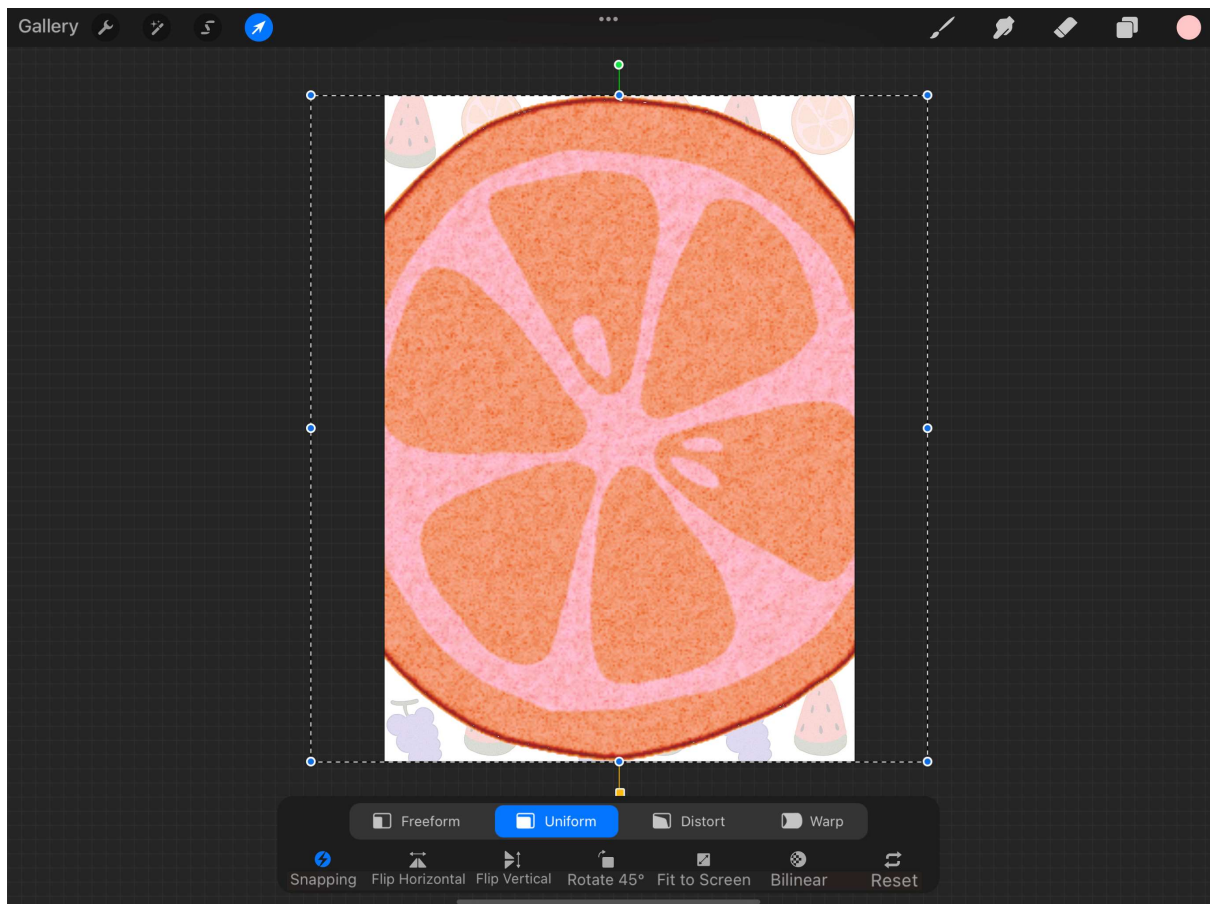 Gallery
Freeform Uniform Distort Warp
Snapping Flip Horizontal Flip Vertical Rotate 45° Fit to Screen Bilinear Reset